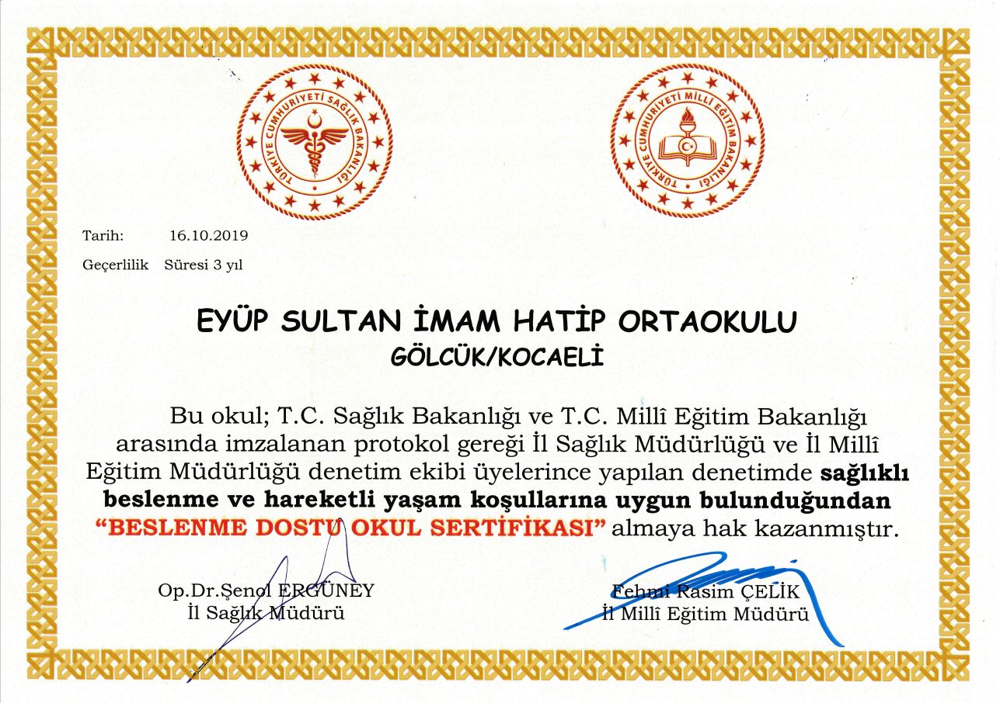 TÜRKİYE CUMHURİYETİ SAĞLIK BAKANLIĞI
TÜRKİYE CUMHURİYETİ MİLLÎ EĞİTİM BAKANLIĞI
Tarih: 16.10.2019
Geçerlilik Süresi 3 yıl
EYÜP SULTAN İMAM HATİP ORTAOKULU
GÖLCÜK/KOCAELİ
Bu okul; T.C. Sağlık Bakanlığı ve T.C. Millî Eğitim Bakanlığı
arasında imzalanan protokol gereği İl Sağlık Müdürlüğü ve İl Millî
Eğitim Müdürlüğü denetim ekibi üyelerince yapılan denetimde sağlıklı
beslenme ve hareketli yaşam koşullarına uygun bulunduğundan
“BESLENME DOSTU OKUL SERTİFİKASI” almaya hak kazanmıştır.
Op.Dr.Şenol ERGÜNEY
İl Sağlık Müdürü
Fehmi Rasim ÇELİK
İl Millî Eğitim Müdürü